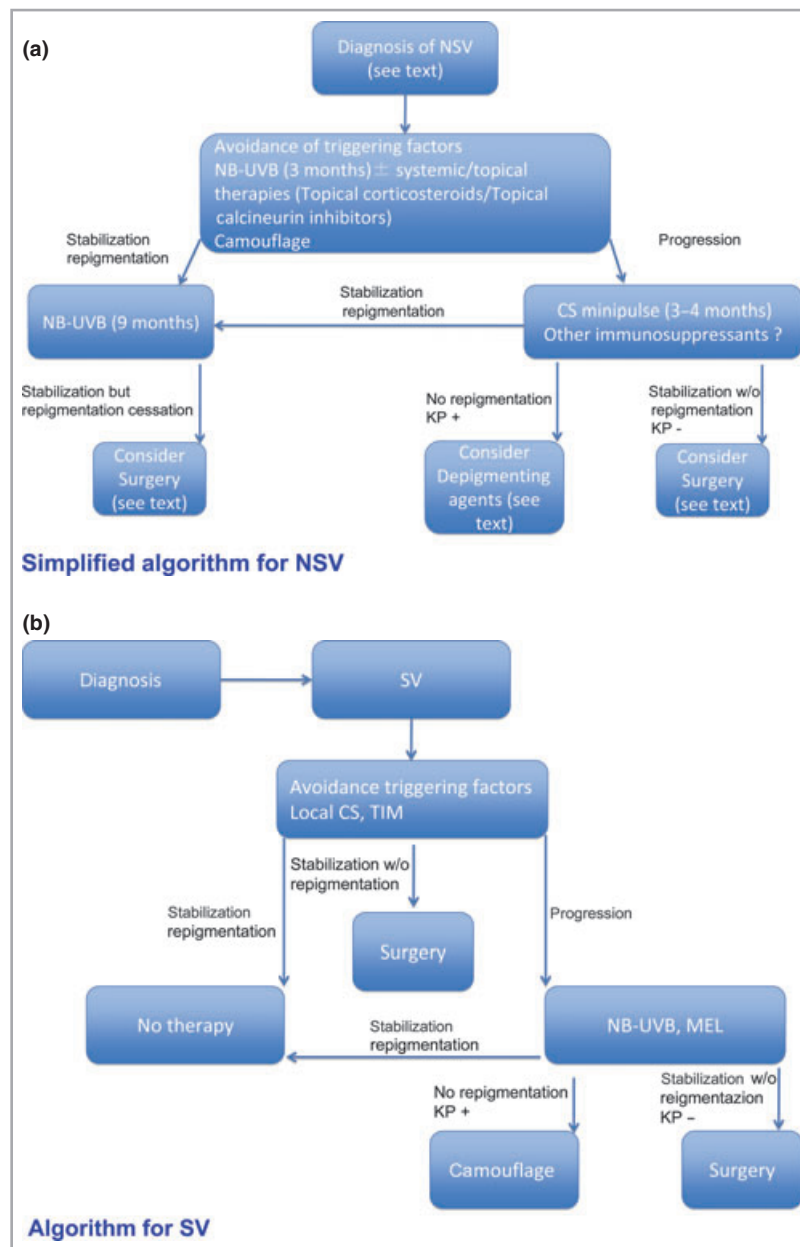 (a)
Diagnosis of NSV
(see text)
Avoidance of triggering factors
NB-UVB (3 months) ± systemic/topical
therapies (Topical corticosteroids/Topical
calcineurin inhibitors)
Camouflage
Stabilization
repigmentation
Progression
NB-UVB (9 months)
Stabilization
repigmentation
CS minipulse (3–4 months)
Other immunosuppressants ?
Stabilization but
repigmentation cessation
No repigmentation
KP +
Stabilization w/o
repigmentation
KP -
Consider
Surgery
(see text)
Consider
Depigmenting
agents (see
text)
Consider
Surgery
(see text)
Simplified algorithm for NSV
(b)
Diagnosis
SV
Avoidance triggering factors
Local CS, TIM
Stabilization
repigmentation
Stabilization w/o
repigmentation
Progression
Surgery
No therapy
Stabilization
repigmentation
NB-UVB, MEL
No repigmentation
KP +
Stabilization w/o
reigmentazion
KP –
Camouflage
Surgery
Algorithm for SV